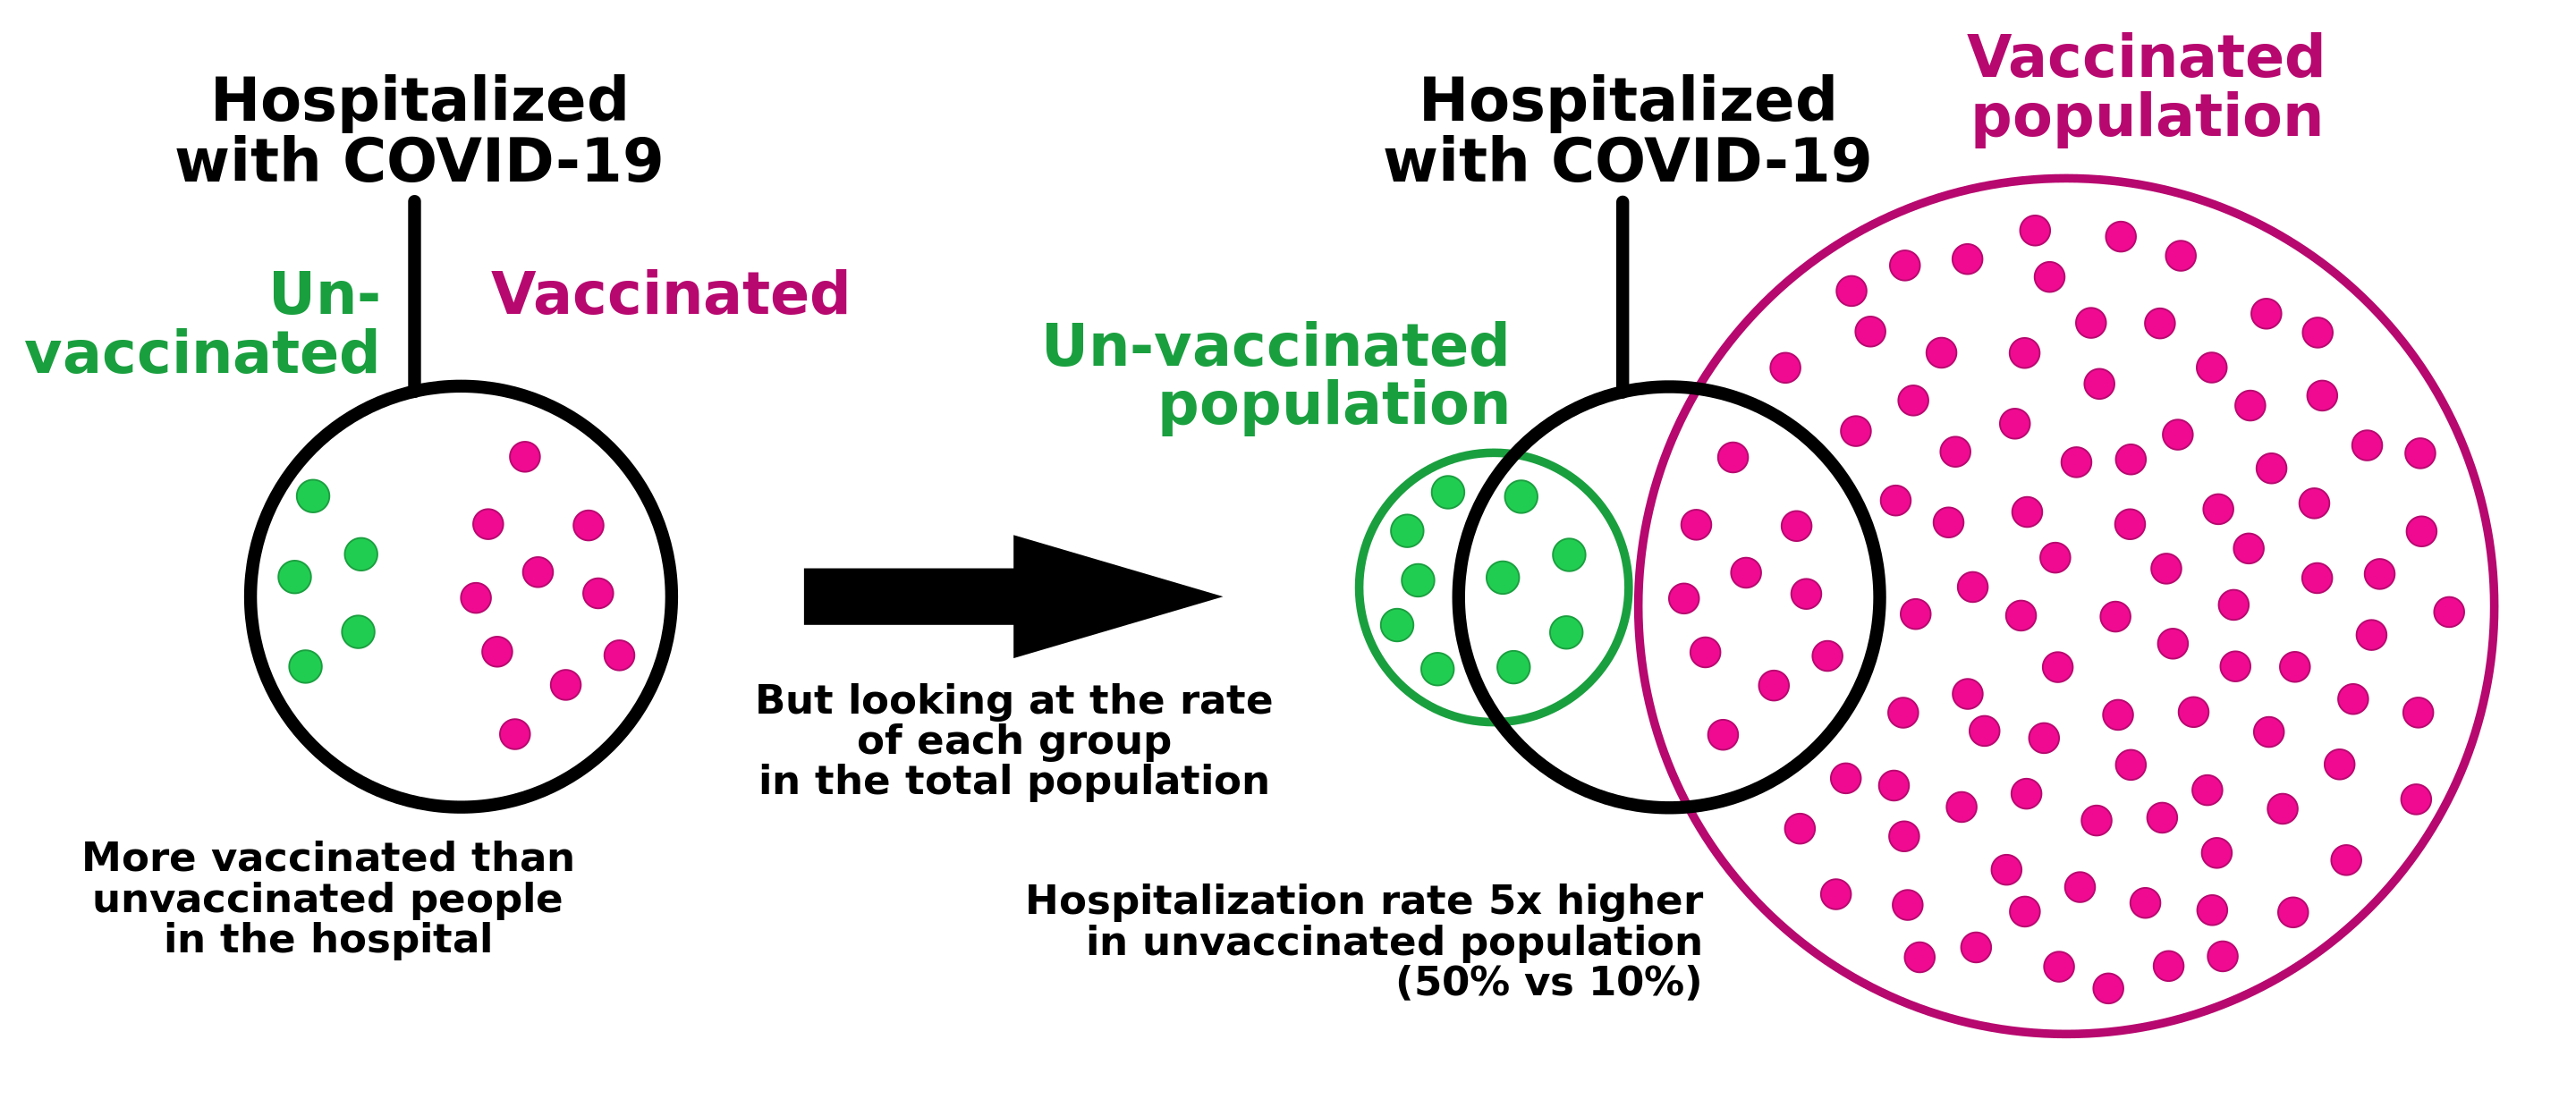 Hospitalized
with COVID-19
Un-
vaccinated
Vaccinated
More vaccinated than
unvaccinated people
in the hospital
But looking at the rate
of each group
in the total population
Hospitalized
with COVID-19
Vaccinated
population
Un-vaccinated
population
Hospitalization rate 5x higher
in unvaccinated population
(50% vs 10%)